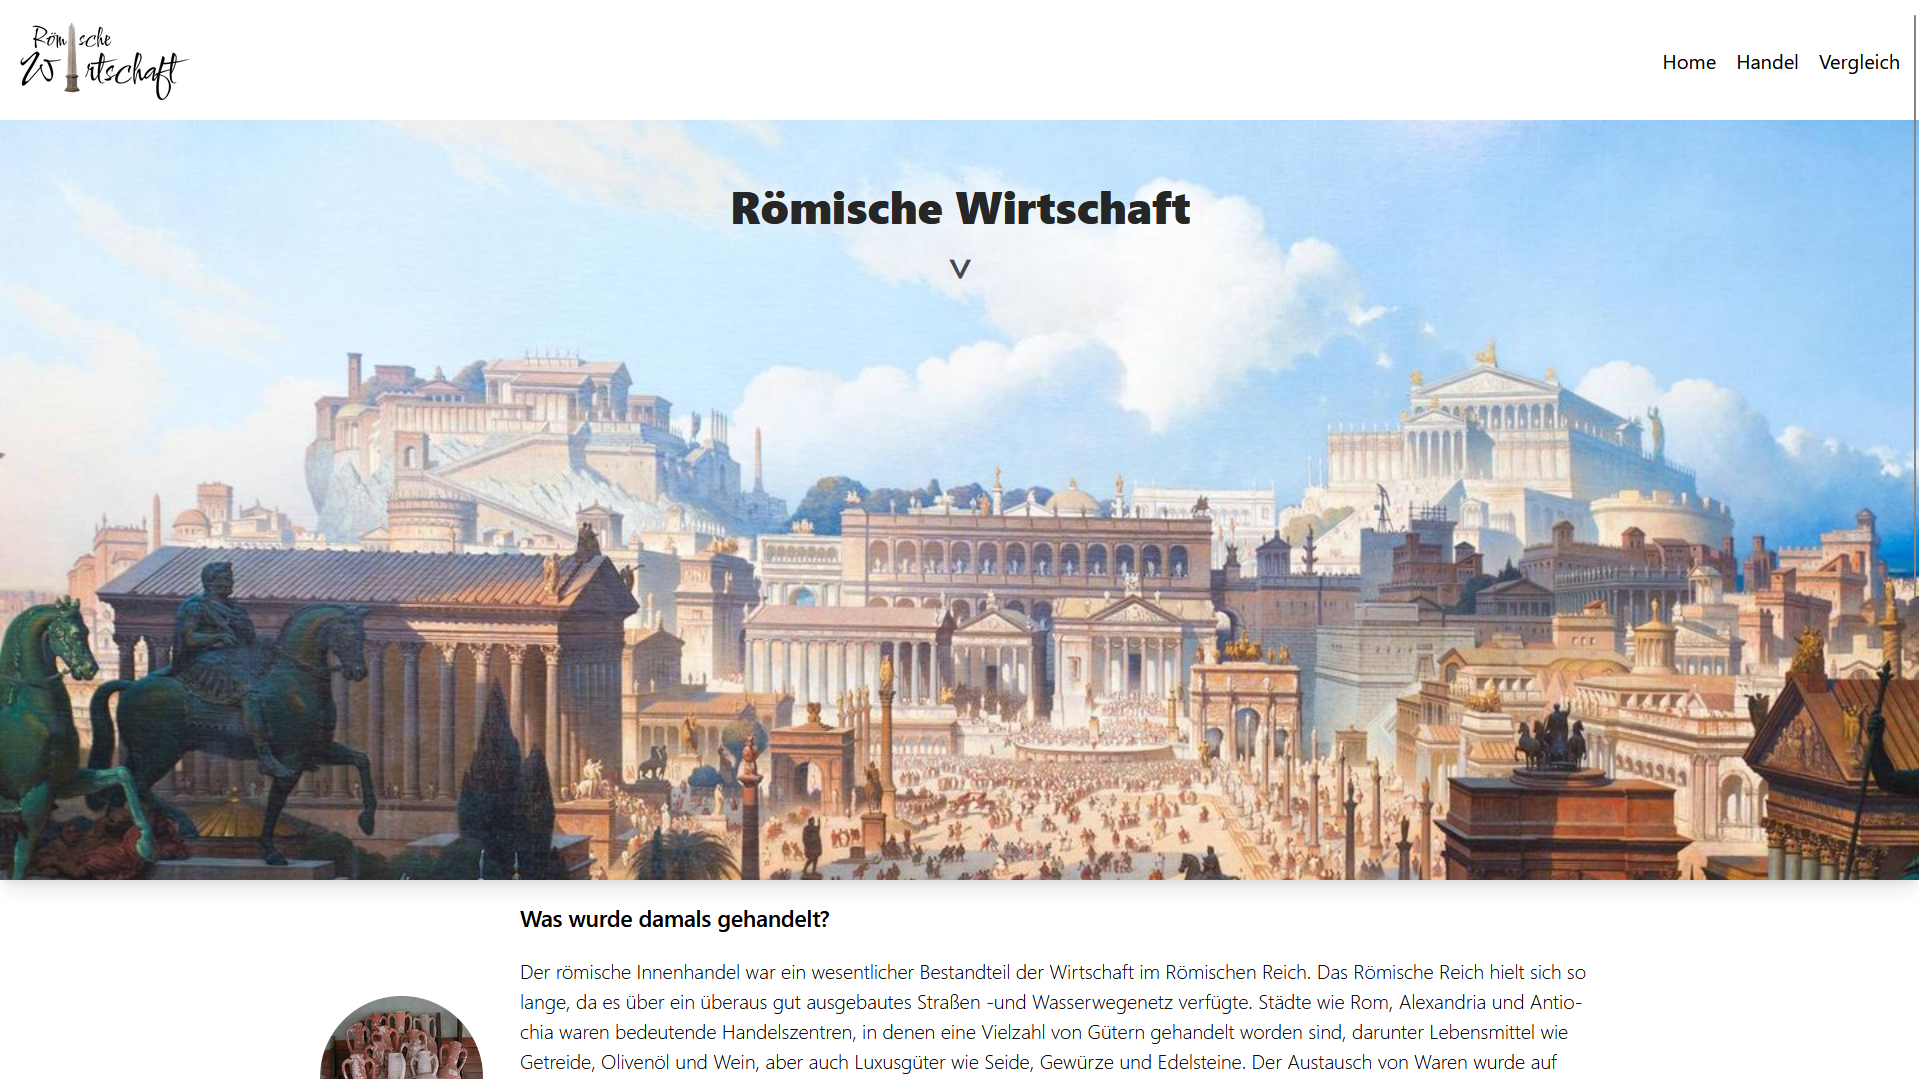 Römische
Wirtschaft
Home Handel Vergleich
Römische Wirtschaft
V
Was wurde damals gehandelt?
Der römische Innenhandel war ein wesentlicher Bestandteil der Wirtschaft im Römischen Reich. Das Römische Reich hielt sich so
lange, da es über ein überaus gut ausgebautes Straßen -und Wasserwegenetz verfügte. Städte wie Rom, Alexandria und Antio-
chia waren bedeutende Handelszentren, in denen eine Vielzahl von Gütern gehandelt worden sind, darunter Lebensmittel wie
Getreide, Olivenöl und Wein, aber auch Luxusgüter wie Seide, Gewürze und Edelsteine. Der Austausch von Waren wurde auf